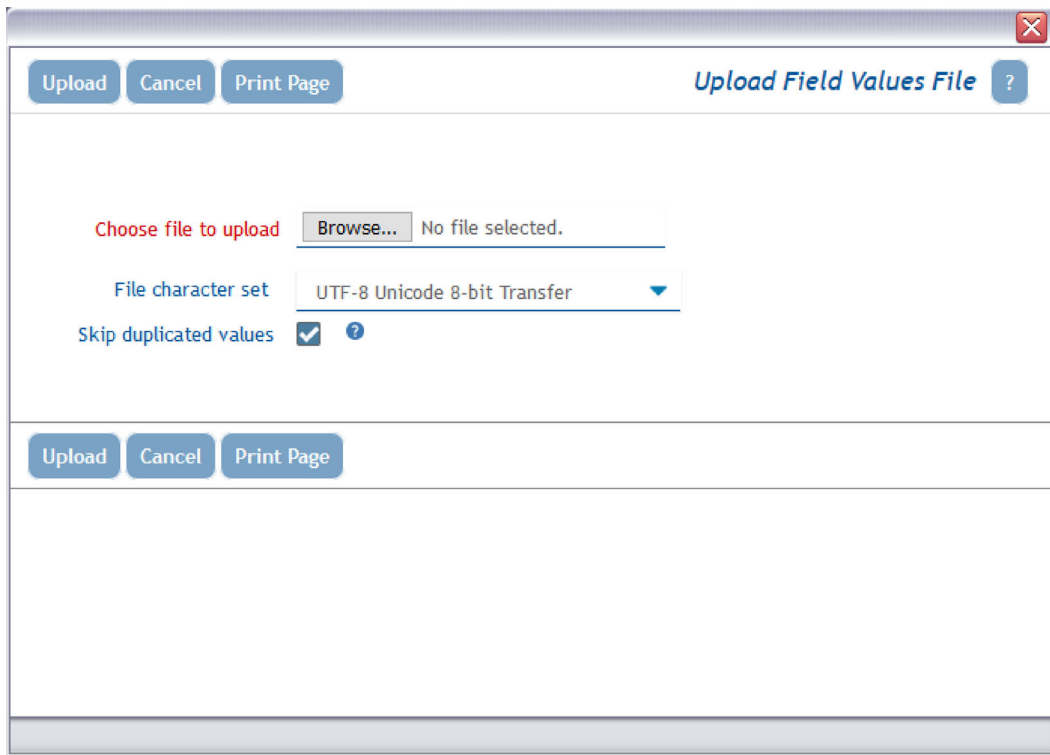 Upload Cancel Print Page Upload Field Values File ?
Choose file to upload Browse... No file selected.
File character set UTF-8 Unicode 8-bit Transfer
Skip duplicated values ?
Upload Cancel Print Page